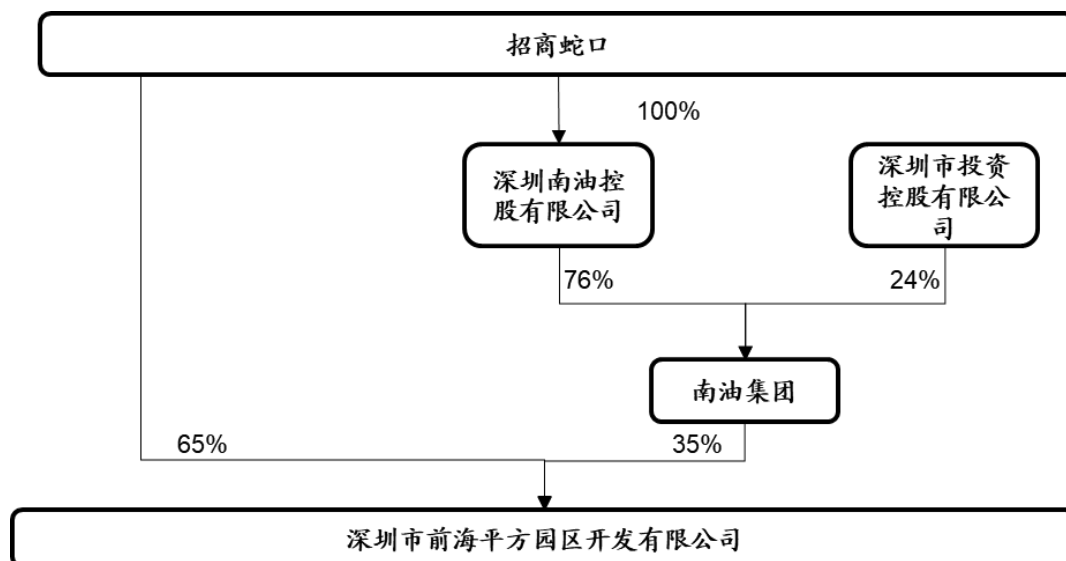 招商蛇口
100%
深圳南油控
股有限公司
深圳市投资
控股有限公
司
76%
24%
南油集团
65%
35%
深圳市前海平方园区开发有限公司